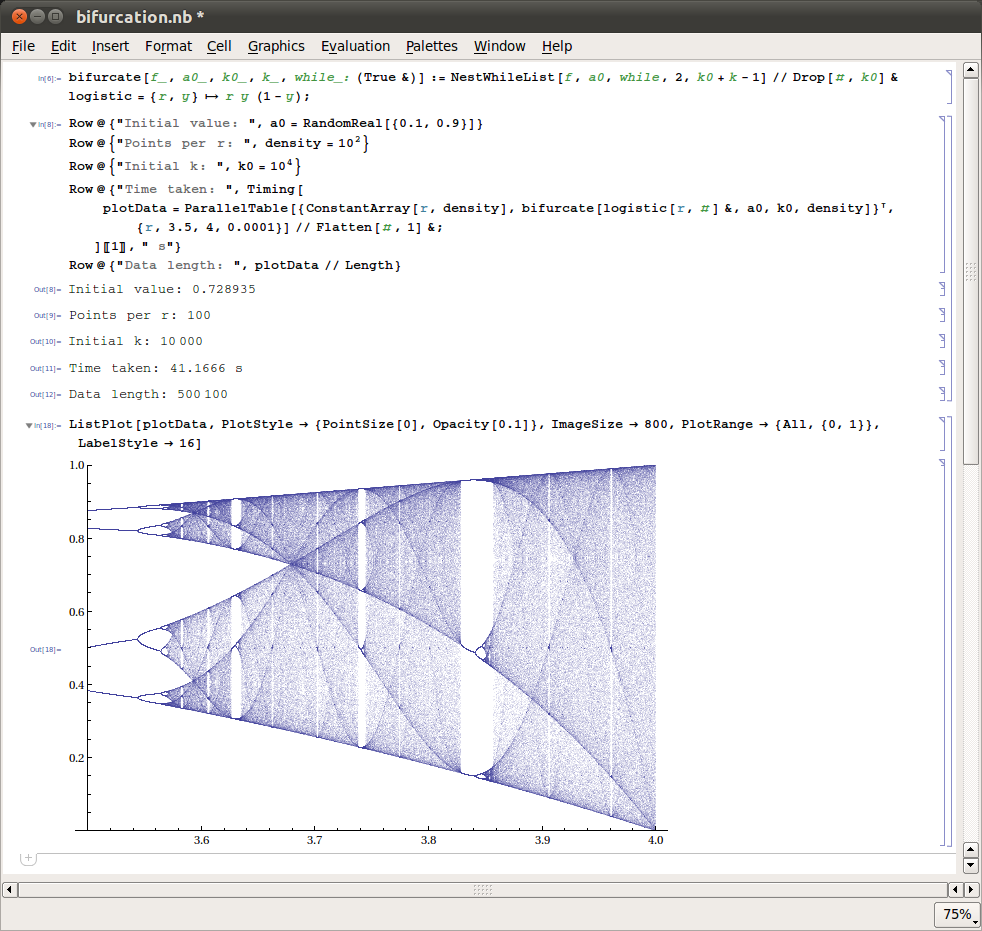 bifurcation.nb *
File Edit Insert Format Cell Graphics Evaluation Palettes Window Help
In[6]:= bifurcate[f_, a0_, k0_, k_, while_: (True &)] := NestWhileList[f, a0, while, 2, k0 + k - 1] // Drop[#, k0] &
logistic = {r, y} ↦ r y (1 - y);
In[8]:= Row @ {"Initial value: ", a0 = RandomReal[{0.1, 0.9}]}
Row @ {"Points per r: ", density = 10²}
Row @ {"Initial k: ", k0 = 10⁴}
Row @ {"Time taken: ", Timing[
plotData = ParallelTable[{ConstantArray[r, density], bifurcate[logistic[r, #] &, a0, k0, density]}ᵀ,
{r, 3.5, 4, 0.0001}] // Flatten[#, 1] &;
]⟦1⟧, " s"}
Row @ {"Data length: ", plotData // Length}
Out[8]= Initial value: 0.728935
Out[9]= Points per r: 100
Out[10]= Initial k: 10 000
Out[11]= Time taken: 41.1666 s
Out[12]= Data length: 500 100
In[18]:= ListPlot[plotData, PlotStyle → {PointSize[0], Opacity[0.1]}, ImageSize → 800, PlotRange → {All, {0, 1}},
LabelStyle → 16]
1.0
0.8
0.6
Out[18]=
0.4
0.2
3.6 3.7 3.8 3.9 4.0
75%